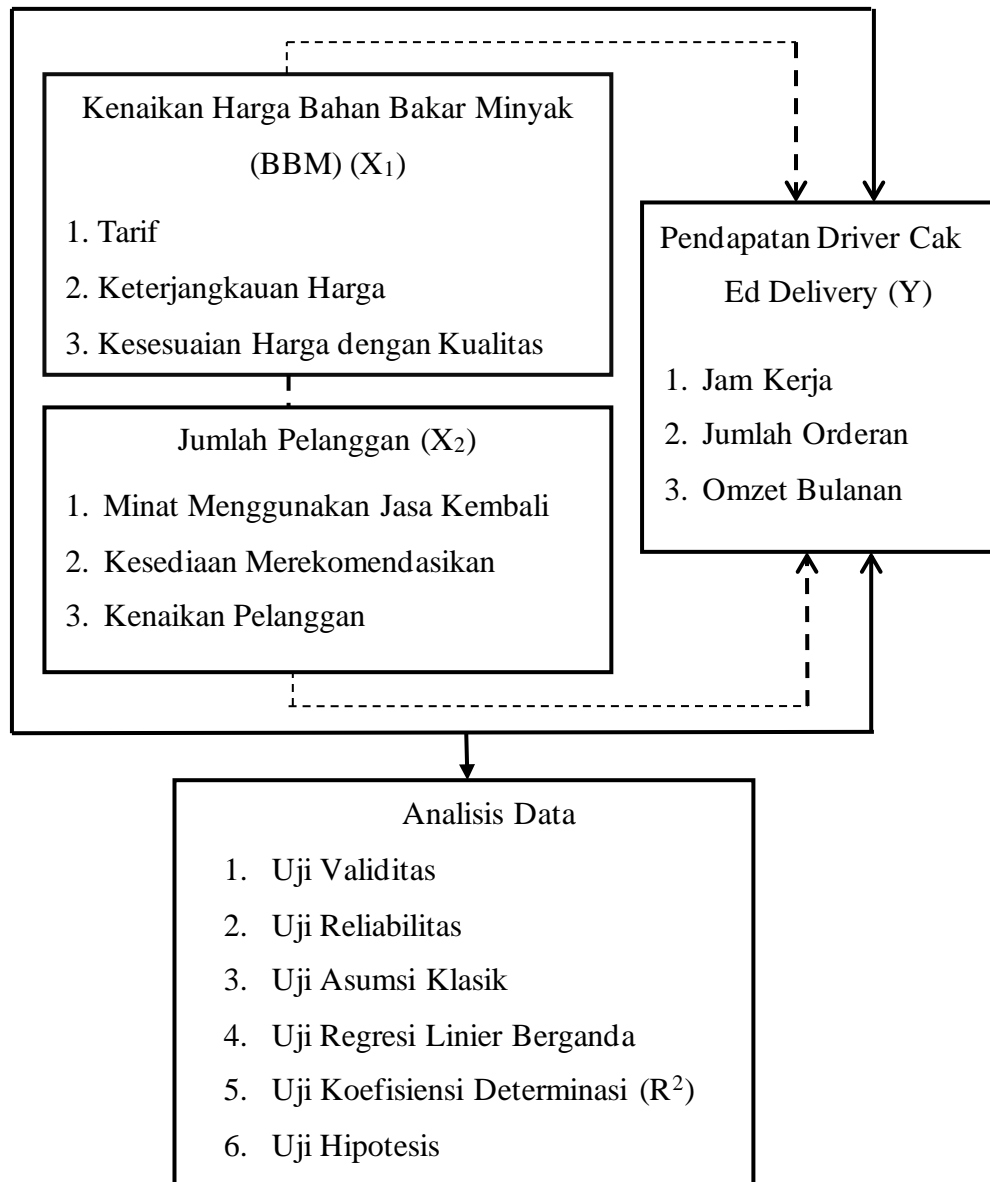 Kenaikan Harga Bahan Bakar Minyak
(BBM) (X₁)
1. Tarif
2. Keterjangkauan Harga
3. Kesesuaian Harga dengan Kualitas
Jumlah Pelanggan (X₂)
1. Minat Menggunakan Jasa Kembali
2. Kesediaan Merekomendasikan
3. Kenaikan Pelanggan
Pendapatan Driver Cak
Ed Delivery (Y)
1. Jam Kerja
2. Jumlah Orderan
3. Omzet Bulanan
Analisis Data
1. Uji Validitas
2. Uji Reliabilitas
3. Uji Asumsi Klasik
4. Uji Regresi Linier Berganda
5. Uji Koefisiensi Determinasi (R²)
6. Uji Hipotesis